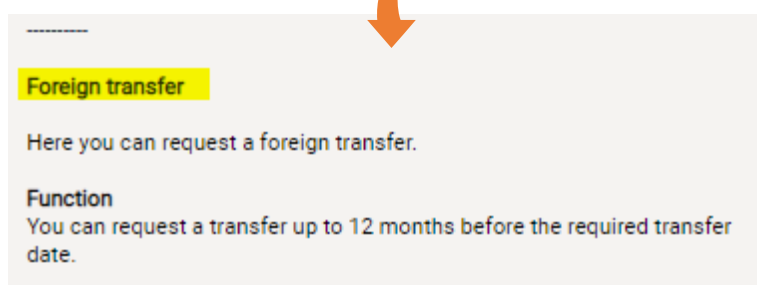 ----------
Foreign transfer
Here you can request a foreign transfer.
Function
You can request a transfer up to 12 months before the required transfer
date.